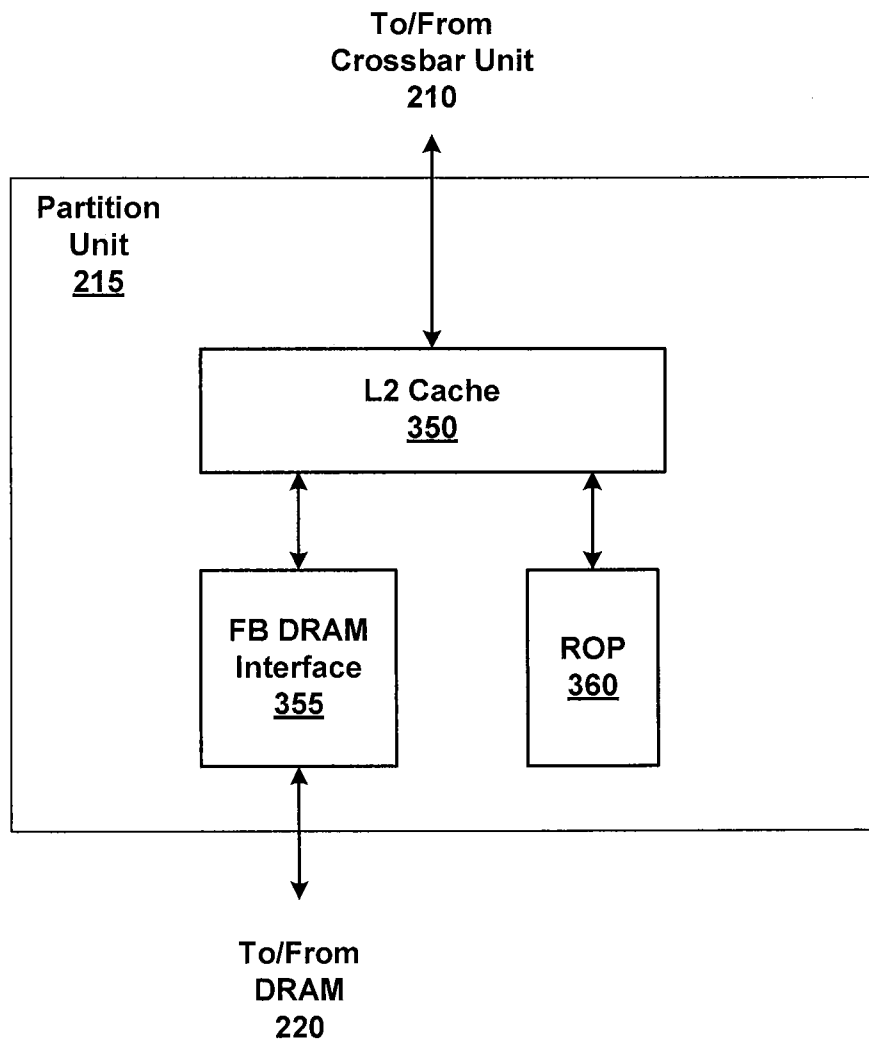 To/From
Crossbar Unit
210
Partition
Unit
215
L2 Cache
350
FB DRAM
Interface
355
ROP
360
To/From
DRAM
220